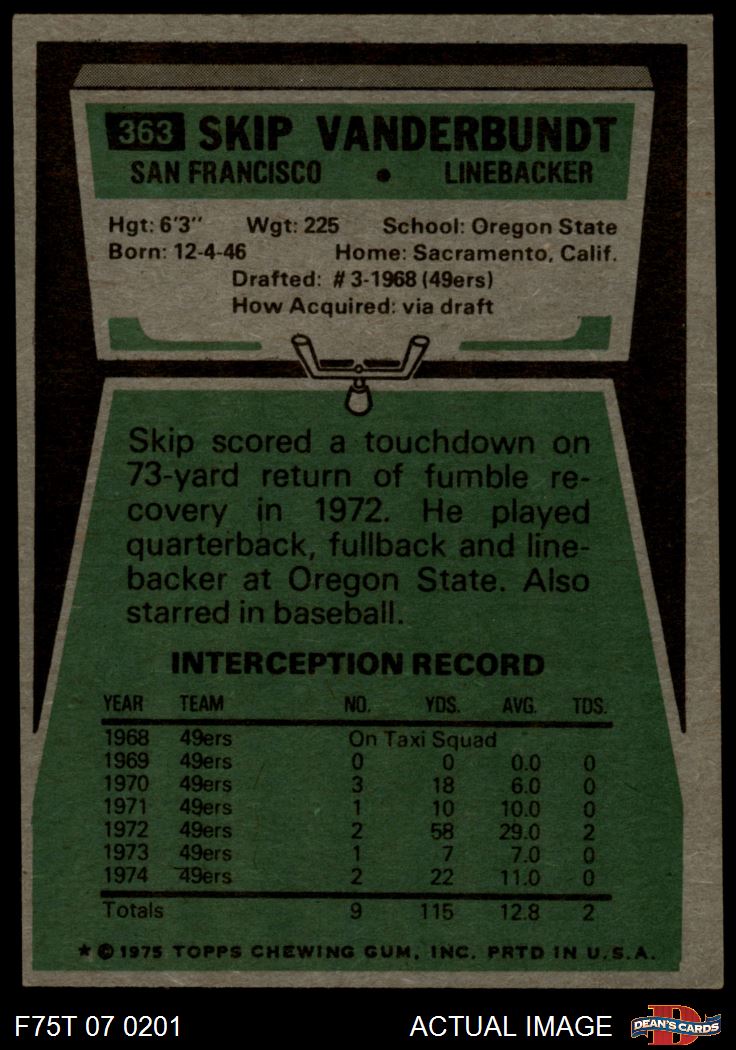 363 SKIP VANDERBUNDT
SAN FRANCISCO • LINEBACKER
Hgt: 6'3" Wgt: 225 School: Oregon State
Born: 12-4-46 Home: Sacramento, Calif.
Drafted: #3-1968 (49ers)
How Acquired: via draft
Skip scored a touchdown on
73-yard return of fumble re-
covery in 1972. He played
quarterback, fullback and line-
backer at Oregon State. Also
starred in baseball.
INTERCEPTION RECORD
YEAR TEAM NO. YDS. AVG. TDS.
1968 49ers On Taxi Squad
1969 49ers 0 0 0.0 0
1970 49ers 3 18 6.0 0
1971 49ers 1 10 10.0 0
1972 49ers 2 58 29.0 2
1973 49ers 1 7 7.0 0
1974 49ers 2 22 11.0 0
Totals 9 115 12.8 2
★ © 1975 TOPPS CHEWING GUM, INC. PRTD IN U.S.A.
F75T 07 0201 ACTUAL IMAGE DEAN'S CARDS